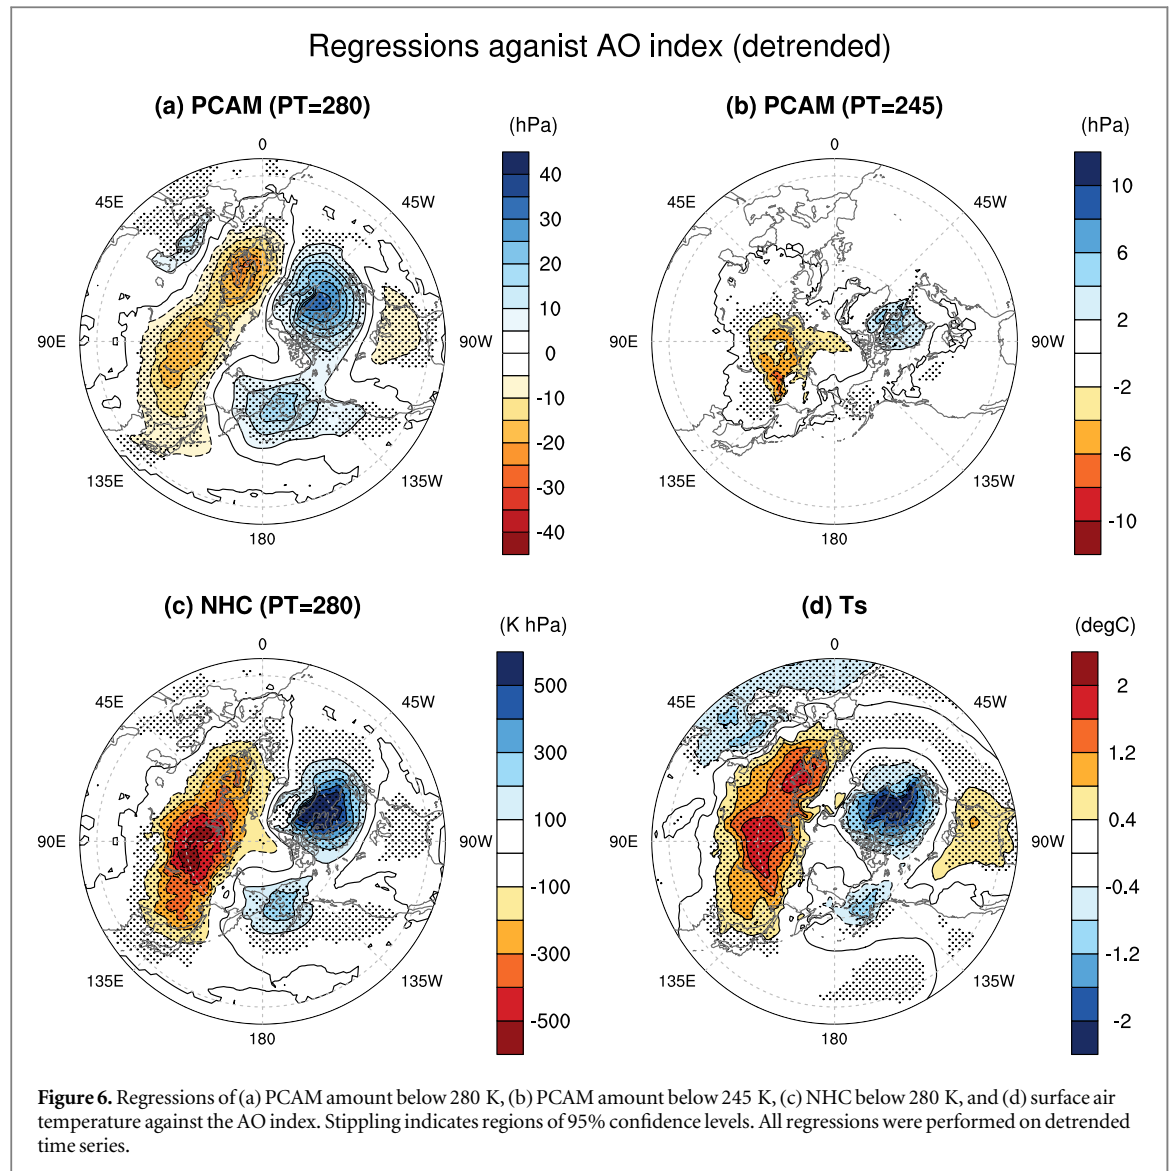 Regressions aganist AO index (detrended)
(a) PCAM (PT=280)
(hPa)
0
45E
45W
90E
90W
135E
135W
180
40
30
20
10
0
-10
-20
-30
-40
(b) PCAM (PT=245)
(hPa)
0
45E
45W
90E
90W
135E
135W
180
10
6
2
-2
-6
-10
(c) NHC (PT=280)
(K hPa)
0
45E
45W
90E
90W
135E
135W
180
500
300
100
-100
-300
-500
(d) Ts
(degC)
0
45E
45W
90E
90W
135E
135W
180
2
1.2
0.4
-0.4
-1.2
-2
Figure 6. Regressions of (a) PCAM amount below 280 K, (b) PCAM amount below 245 K, (c) NHC below 280 K, and (d) surface air
temperature against the AO index. Stippling indicates regions of 95% confidence levels. All regressions were performed on detrended
time series.